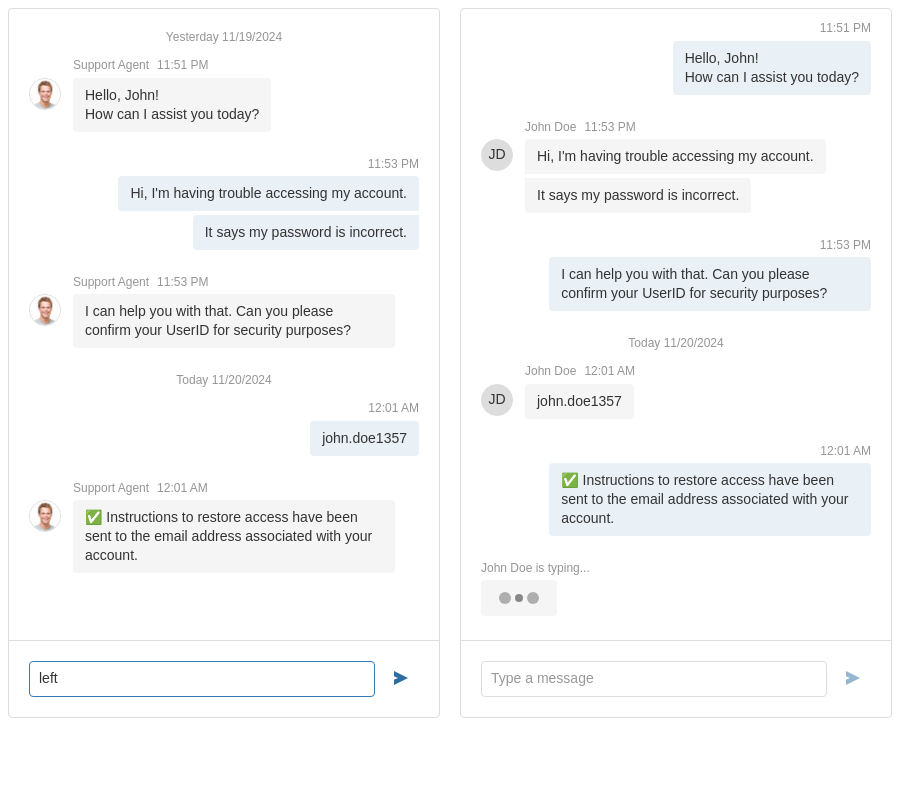 Yesterday 11/19/2024
Support Agent 11:51 PM
Hello, John!
How can I assist you today?
11:53 PM
Hi, I'm having trouble accessing my account.
It says my password is incorrect.
Support Agent 11:53 PM
I can help you with that. Can you please
confirm your UserID for security purposes?
Today 11/20/2024
12:01 AM
john.doe1357
Support Agent 12:01 AM
✅ Instructions to restore access have been
sent to the email address associated with your
account.
left
11:51 PM
Hello, John!
How can I assist you today?
John Doe 11:53 PM
JD
Hi, I'm having trouble accessing my account.
It says my password is incorrect.
11:53 PM
I can help you with that. Can you please
confirm your UserID for security purposes?
Today 11/20/2024
John Doe 12:01 AM
JD
john.doe1357
12:01 AM
✅ Instructions to restore access have been
sent to the email address associated with your
account.
John Doe is typing...
Type a message